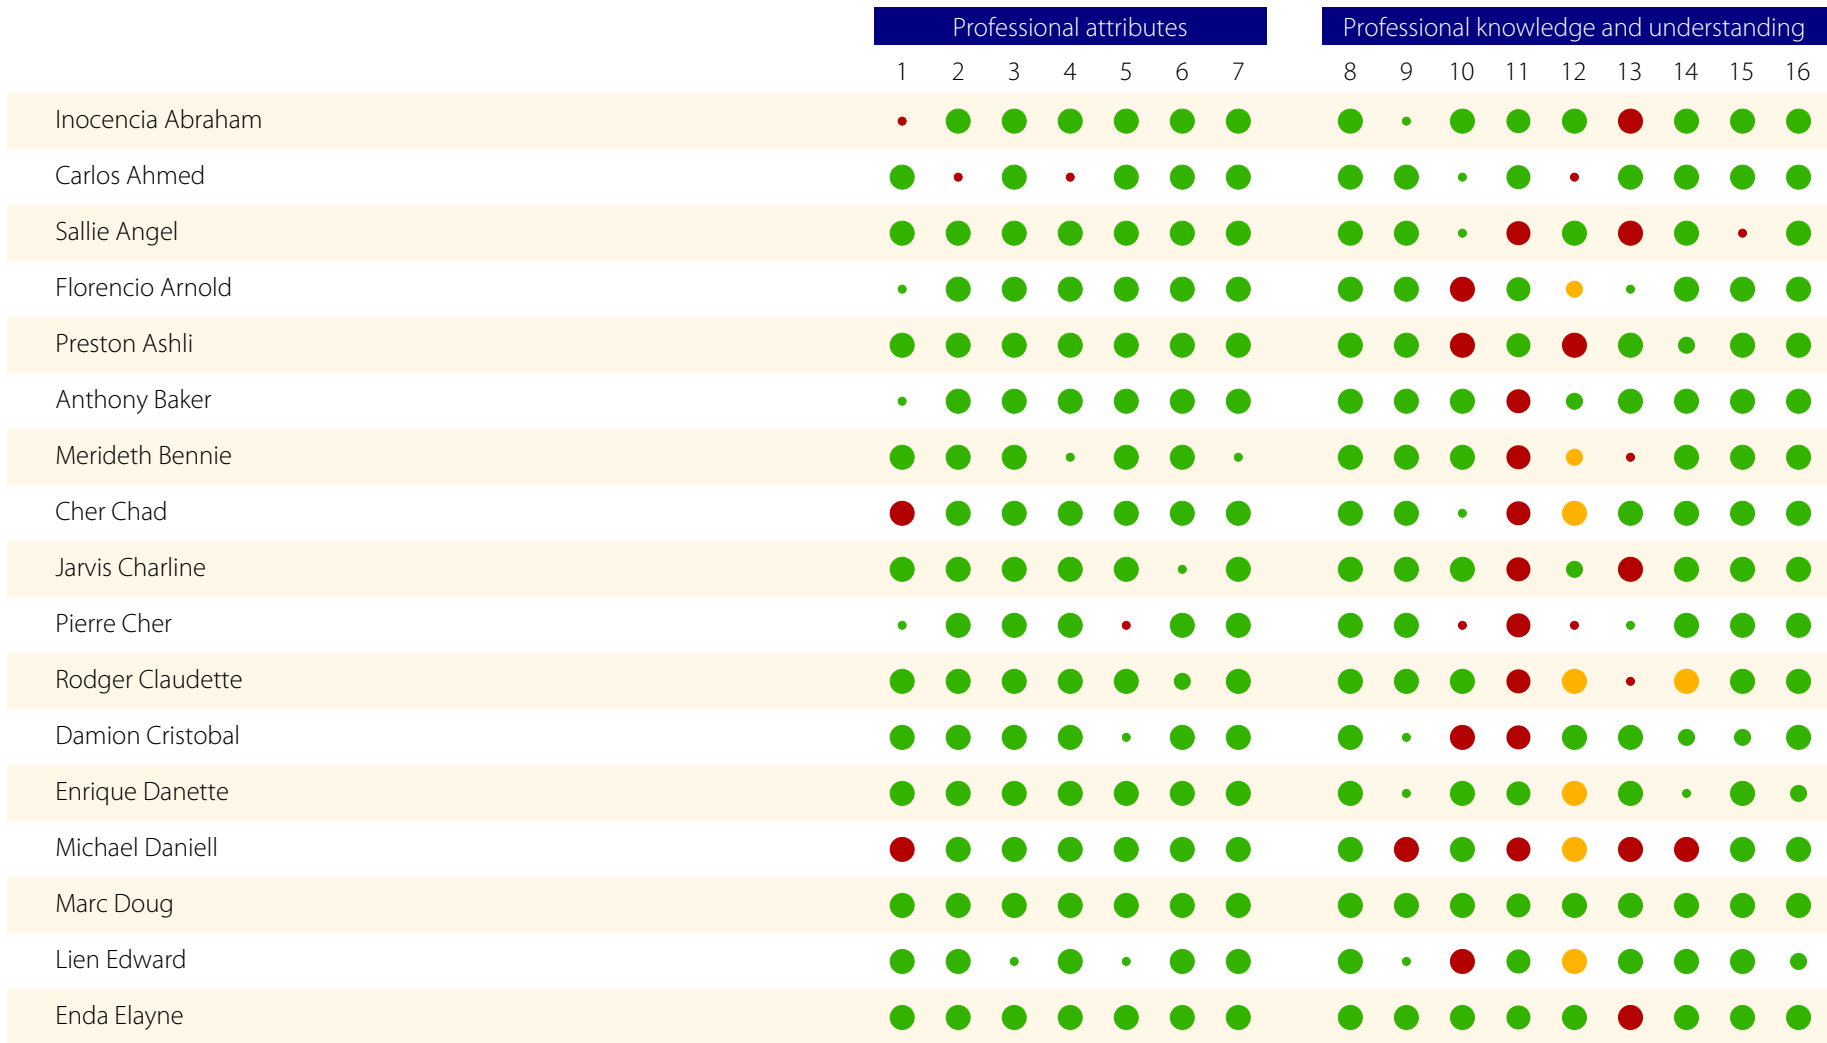 Professional attributes Professional knowledge and understanding
1 2 3 4 5 6 7 8 9 10 11 12 13 14 15 16
Inocencia Abraham
Carlos Ahmed
Sallie Angel
Florencio Arnold
Preston Ashli
Anthony Baker
Merideth Bennie
Cher Chad
Jarvis Charline
Pierre Cher
Rodger Claudette
Damion Cristobal
Enrique Danette
Michael Daniell
Marc Doug
Lien Edward
Enda Elayne